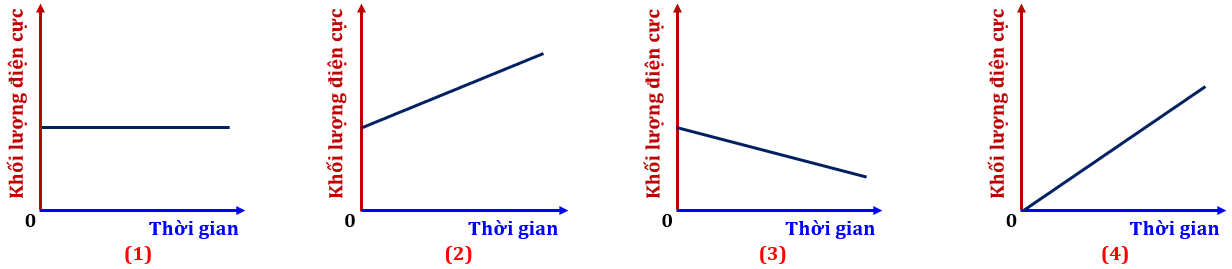 Khối lượng điện cực
0
Thời gian
(1)
Khối lượng điện cực
0
Thời gian
(2)
Khối lượng điện cực
0
Thời gian
(3)
Khối lượng điện cực
0
Thời gian
(4)